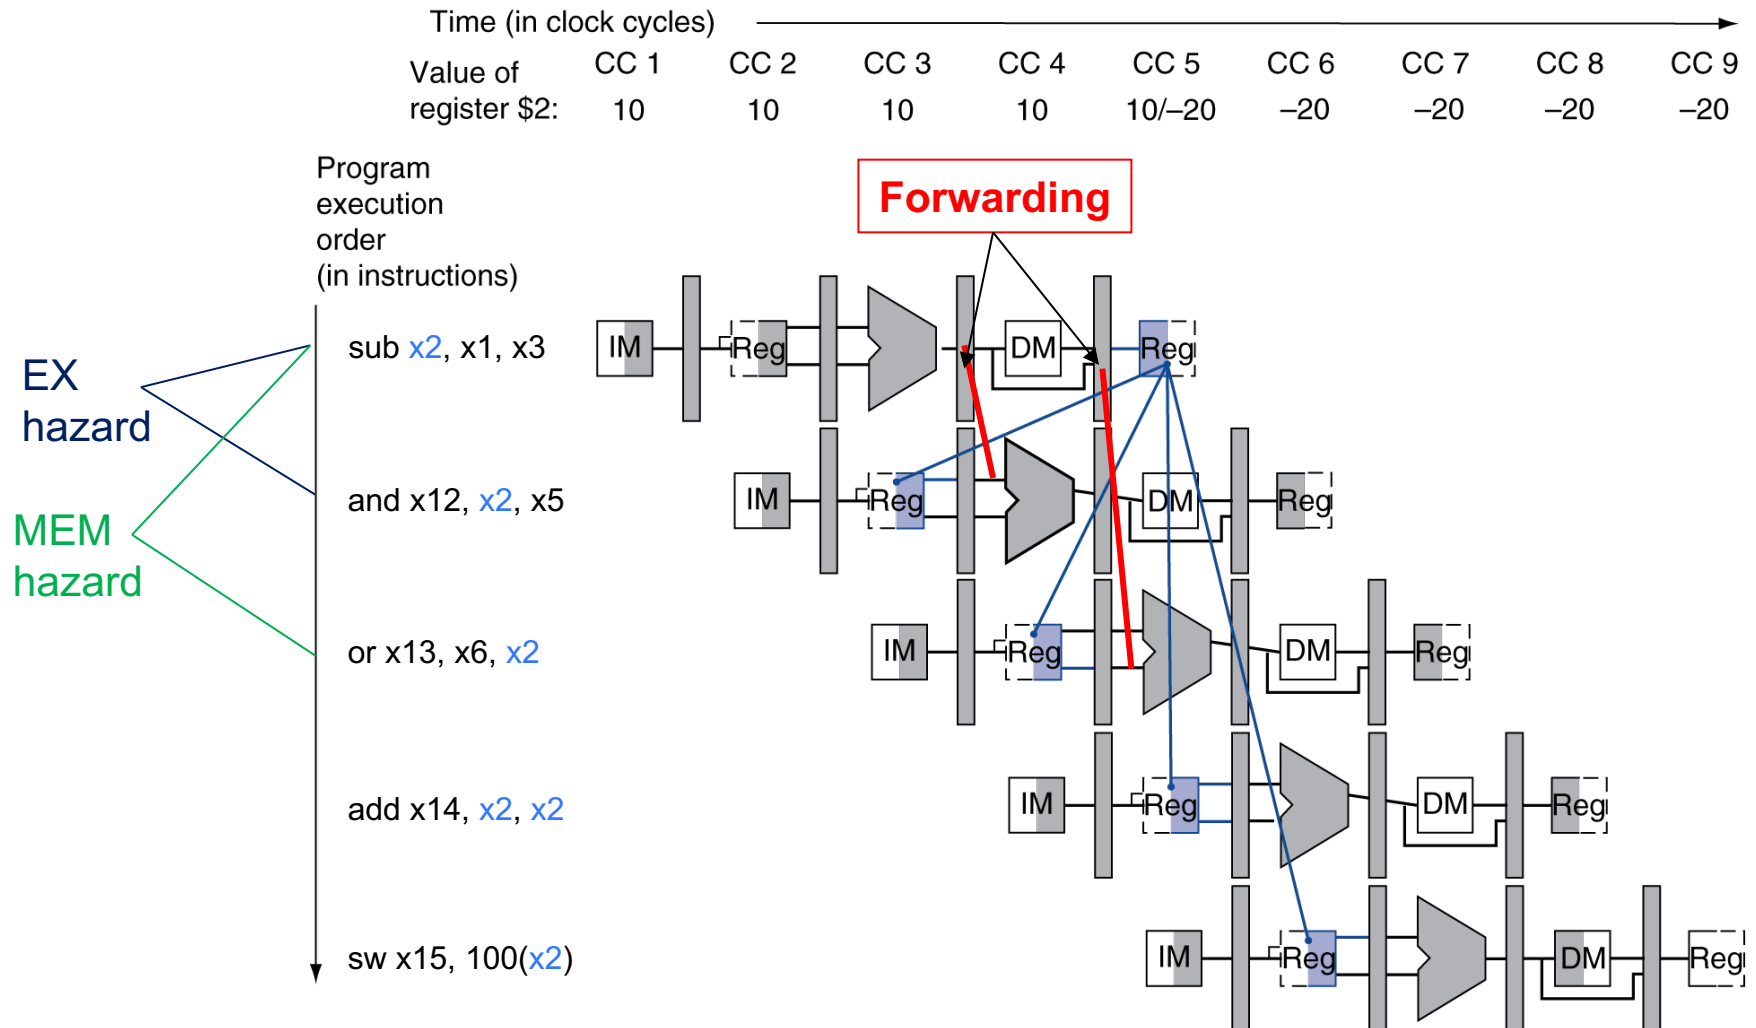 Time (in clock cycles)
CC 1 CC 2 CC 3 CC 4 CC 5 CC 6 CC 7 CC 8 CC 9
Value of
register $2: 10 10 10 10 10/–20 –20 –20 –20 –20
Program
execution
order
(in instructions)
Forwarding
sub x2, x1, x3
IM Reg DM Reg
EX
hazard
and x12, x2, x5
IM Reg DM Reg
MEM
hazard
or x13, x6, x2
IM Reg DM Reg
add x14, x2, x2
IM Reg DM Reg
sw x15, 100(x2)
IM Reg DM Reg